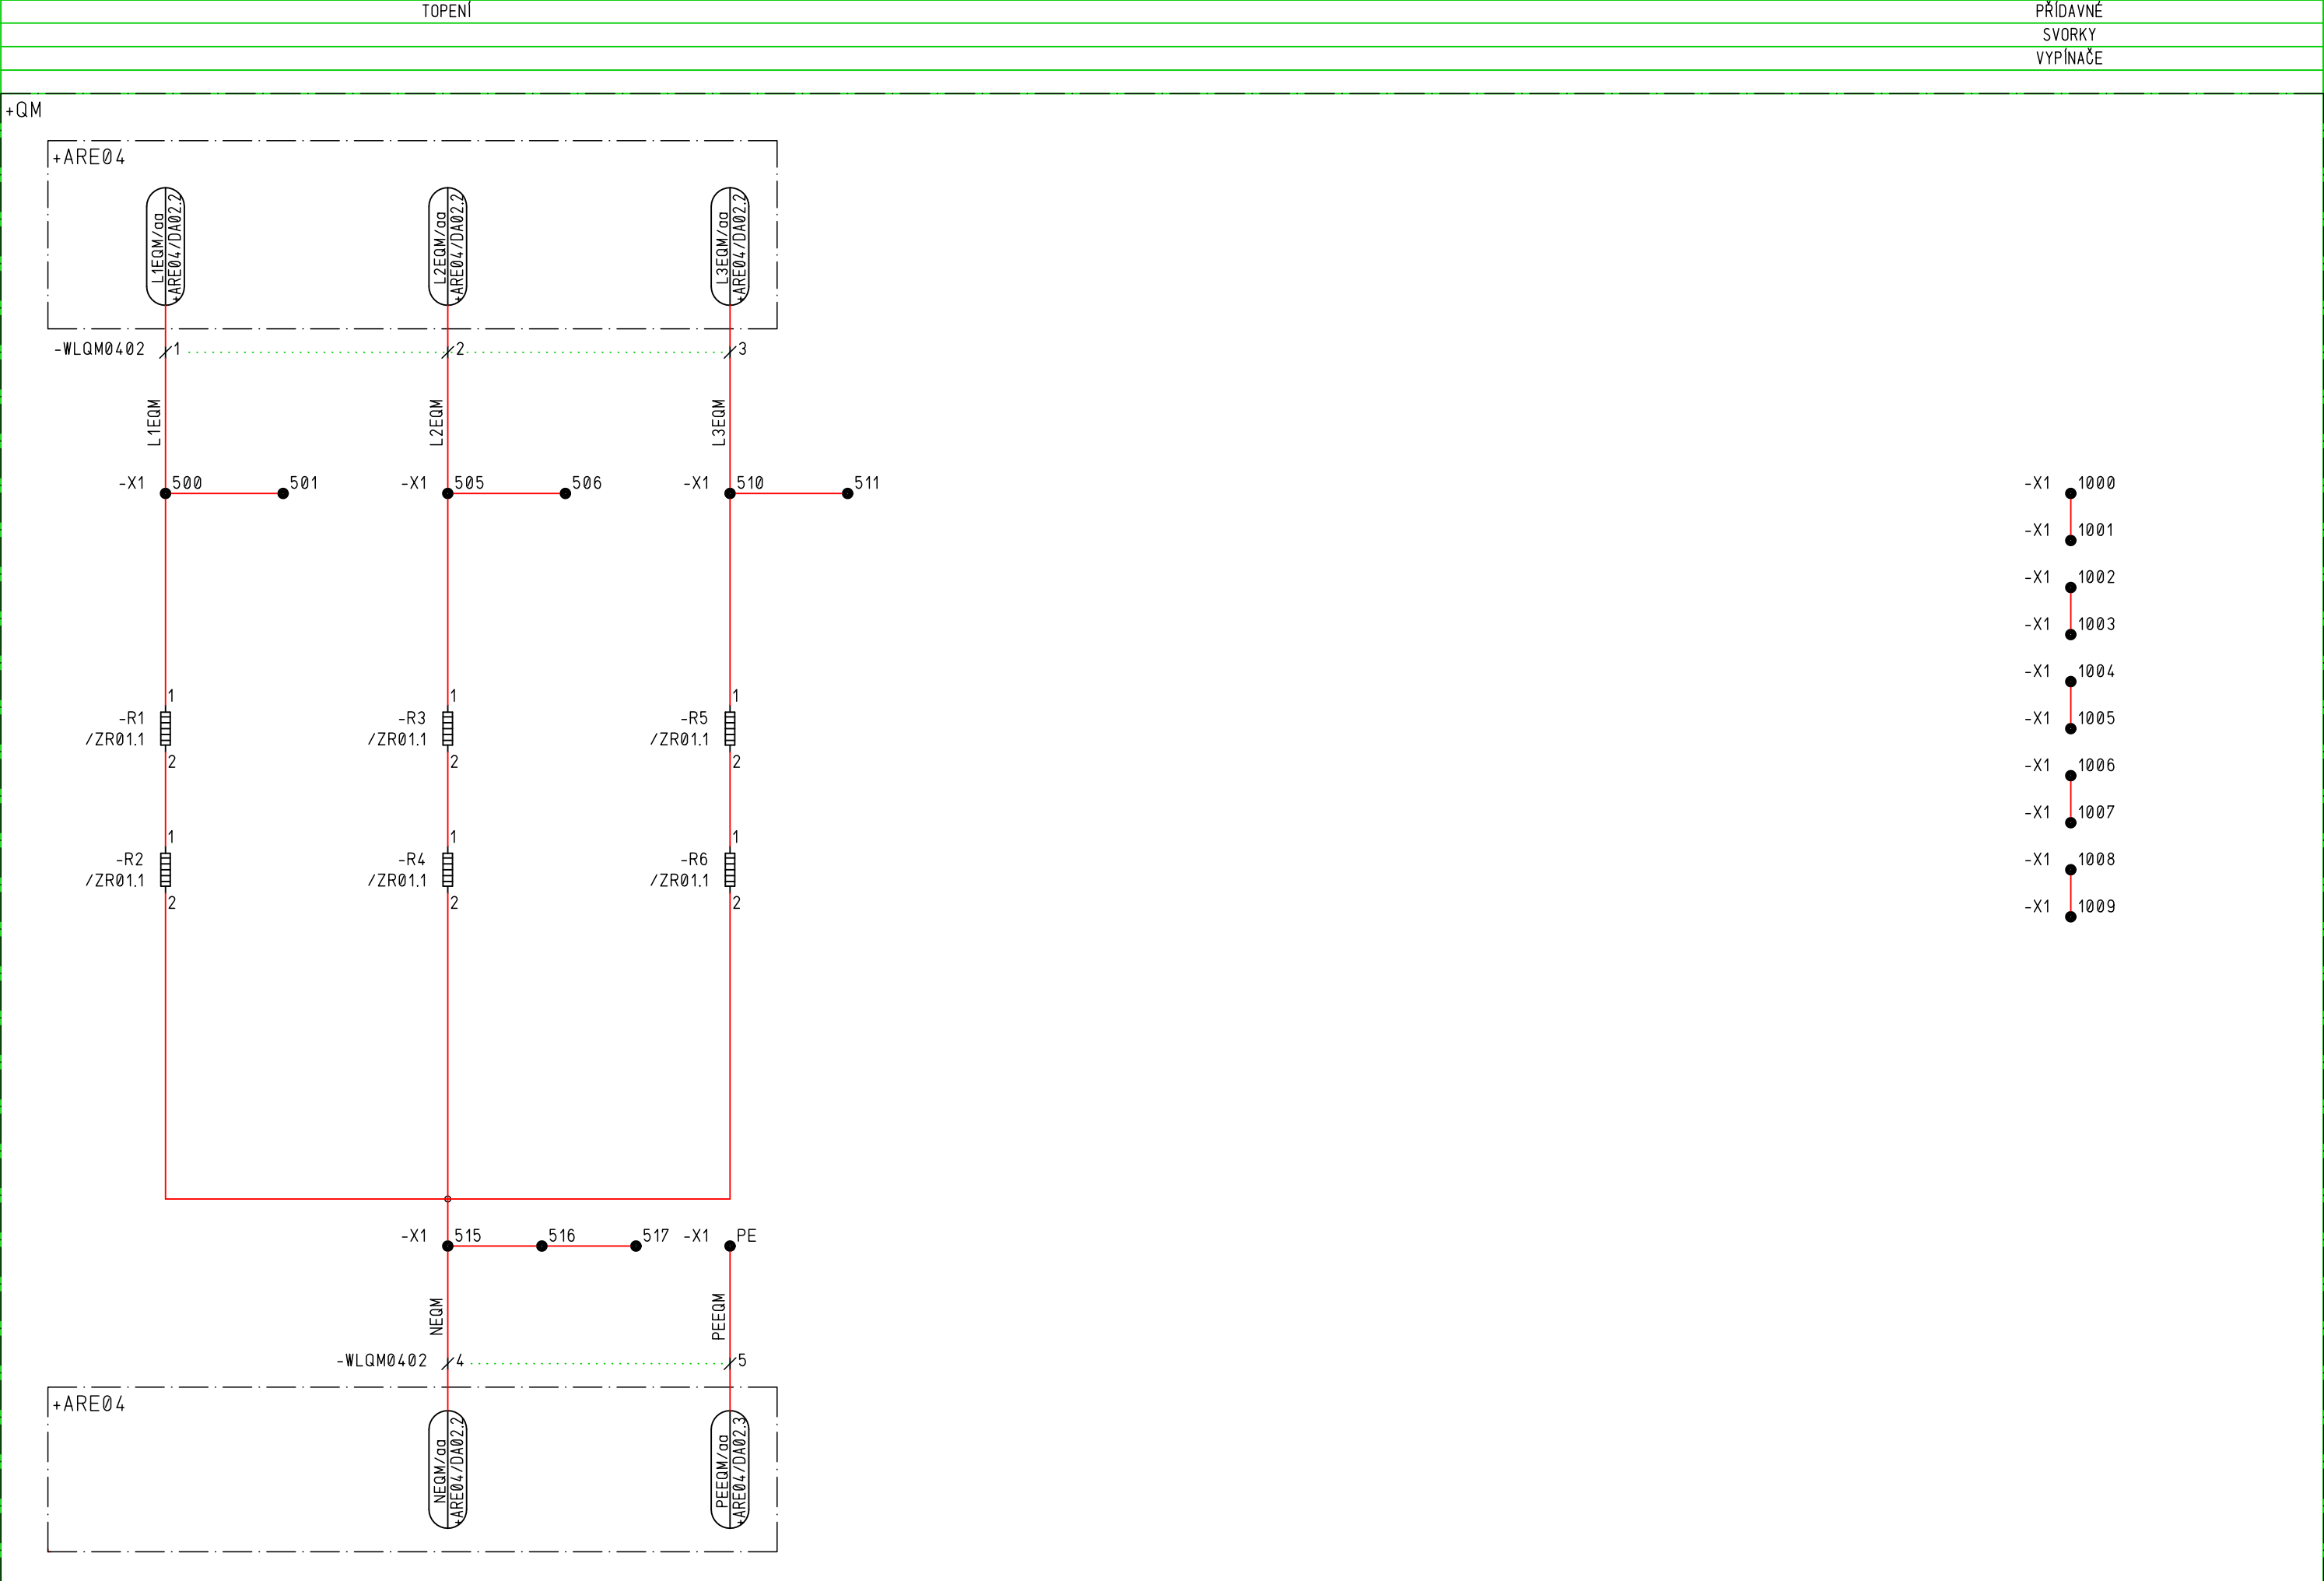 TOPENÍ PŘÍDAVNÉ
SVORKY
VYPÍNAČE
+QM
+ARE04
L1EQM/aa
+ARE04/DA02.2
L2EQM/aa
+ARE04/DA02.2
L3EQM/aa
+ARE04/DA02.2
-WLQM0402 1 2 3
L1EQM L2EQM L3EQM
-X1 500 501 -X1 505 506 -X1 510 511 -X1 1000
-X1 1001
-X1 1002
-X1 1003
-X1 1004
-X1 1005
-X1 1006
-X1 1007
-X1 1008
-X1 1009
1 1 1
-R1 -R3 -R5
/ZR01.1 /ZR01.1 /ZR01.1
2 2 2
1 1 1
-R2 -R4 -R6
/ZR01.1 /ZR01.1 /ZR01.1
2 2 2
-X1 515 516 517 -X1 PE
NEQM PEEQM
-WLQM0402 4 5
+ARE04
NEQM/aa
+ARE04/DA02.2
PEEQM/aa
+ARE04/DA02.3